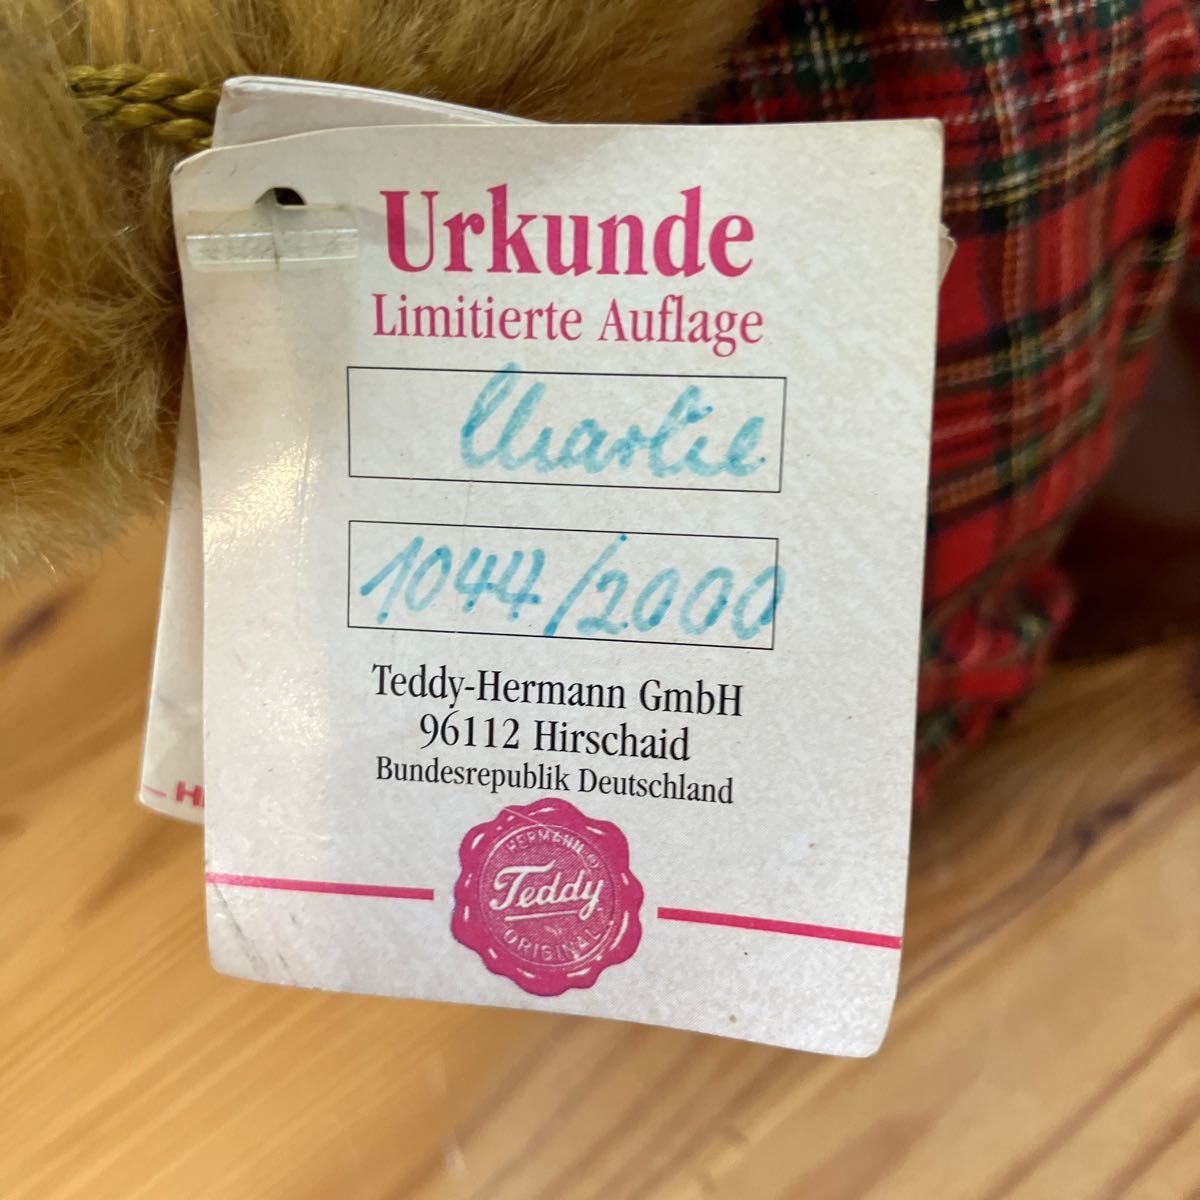 Urkunde
Limitierte Auflage
Charlie
1044/2000
Teddy-Hermann GmbH
96112 Hirschaid
Bundesrepublik Deutschland
HERMANN
Teddy
ORIGINAL